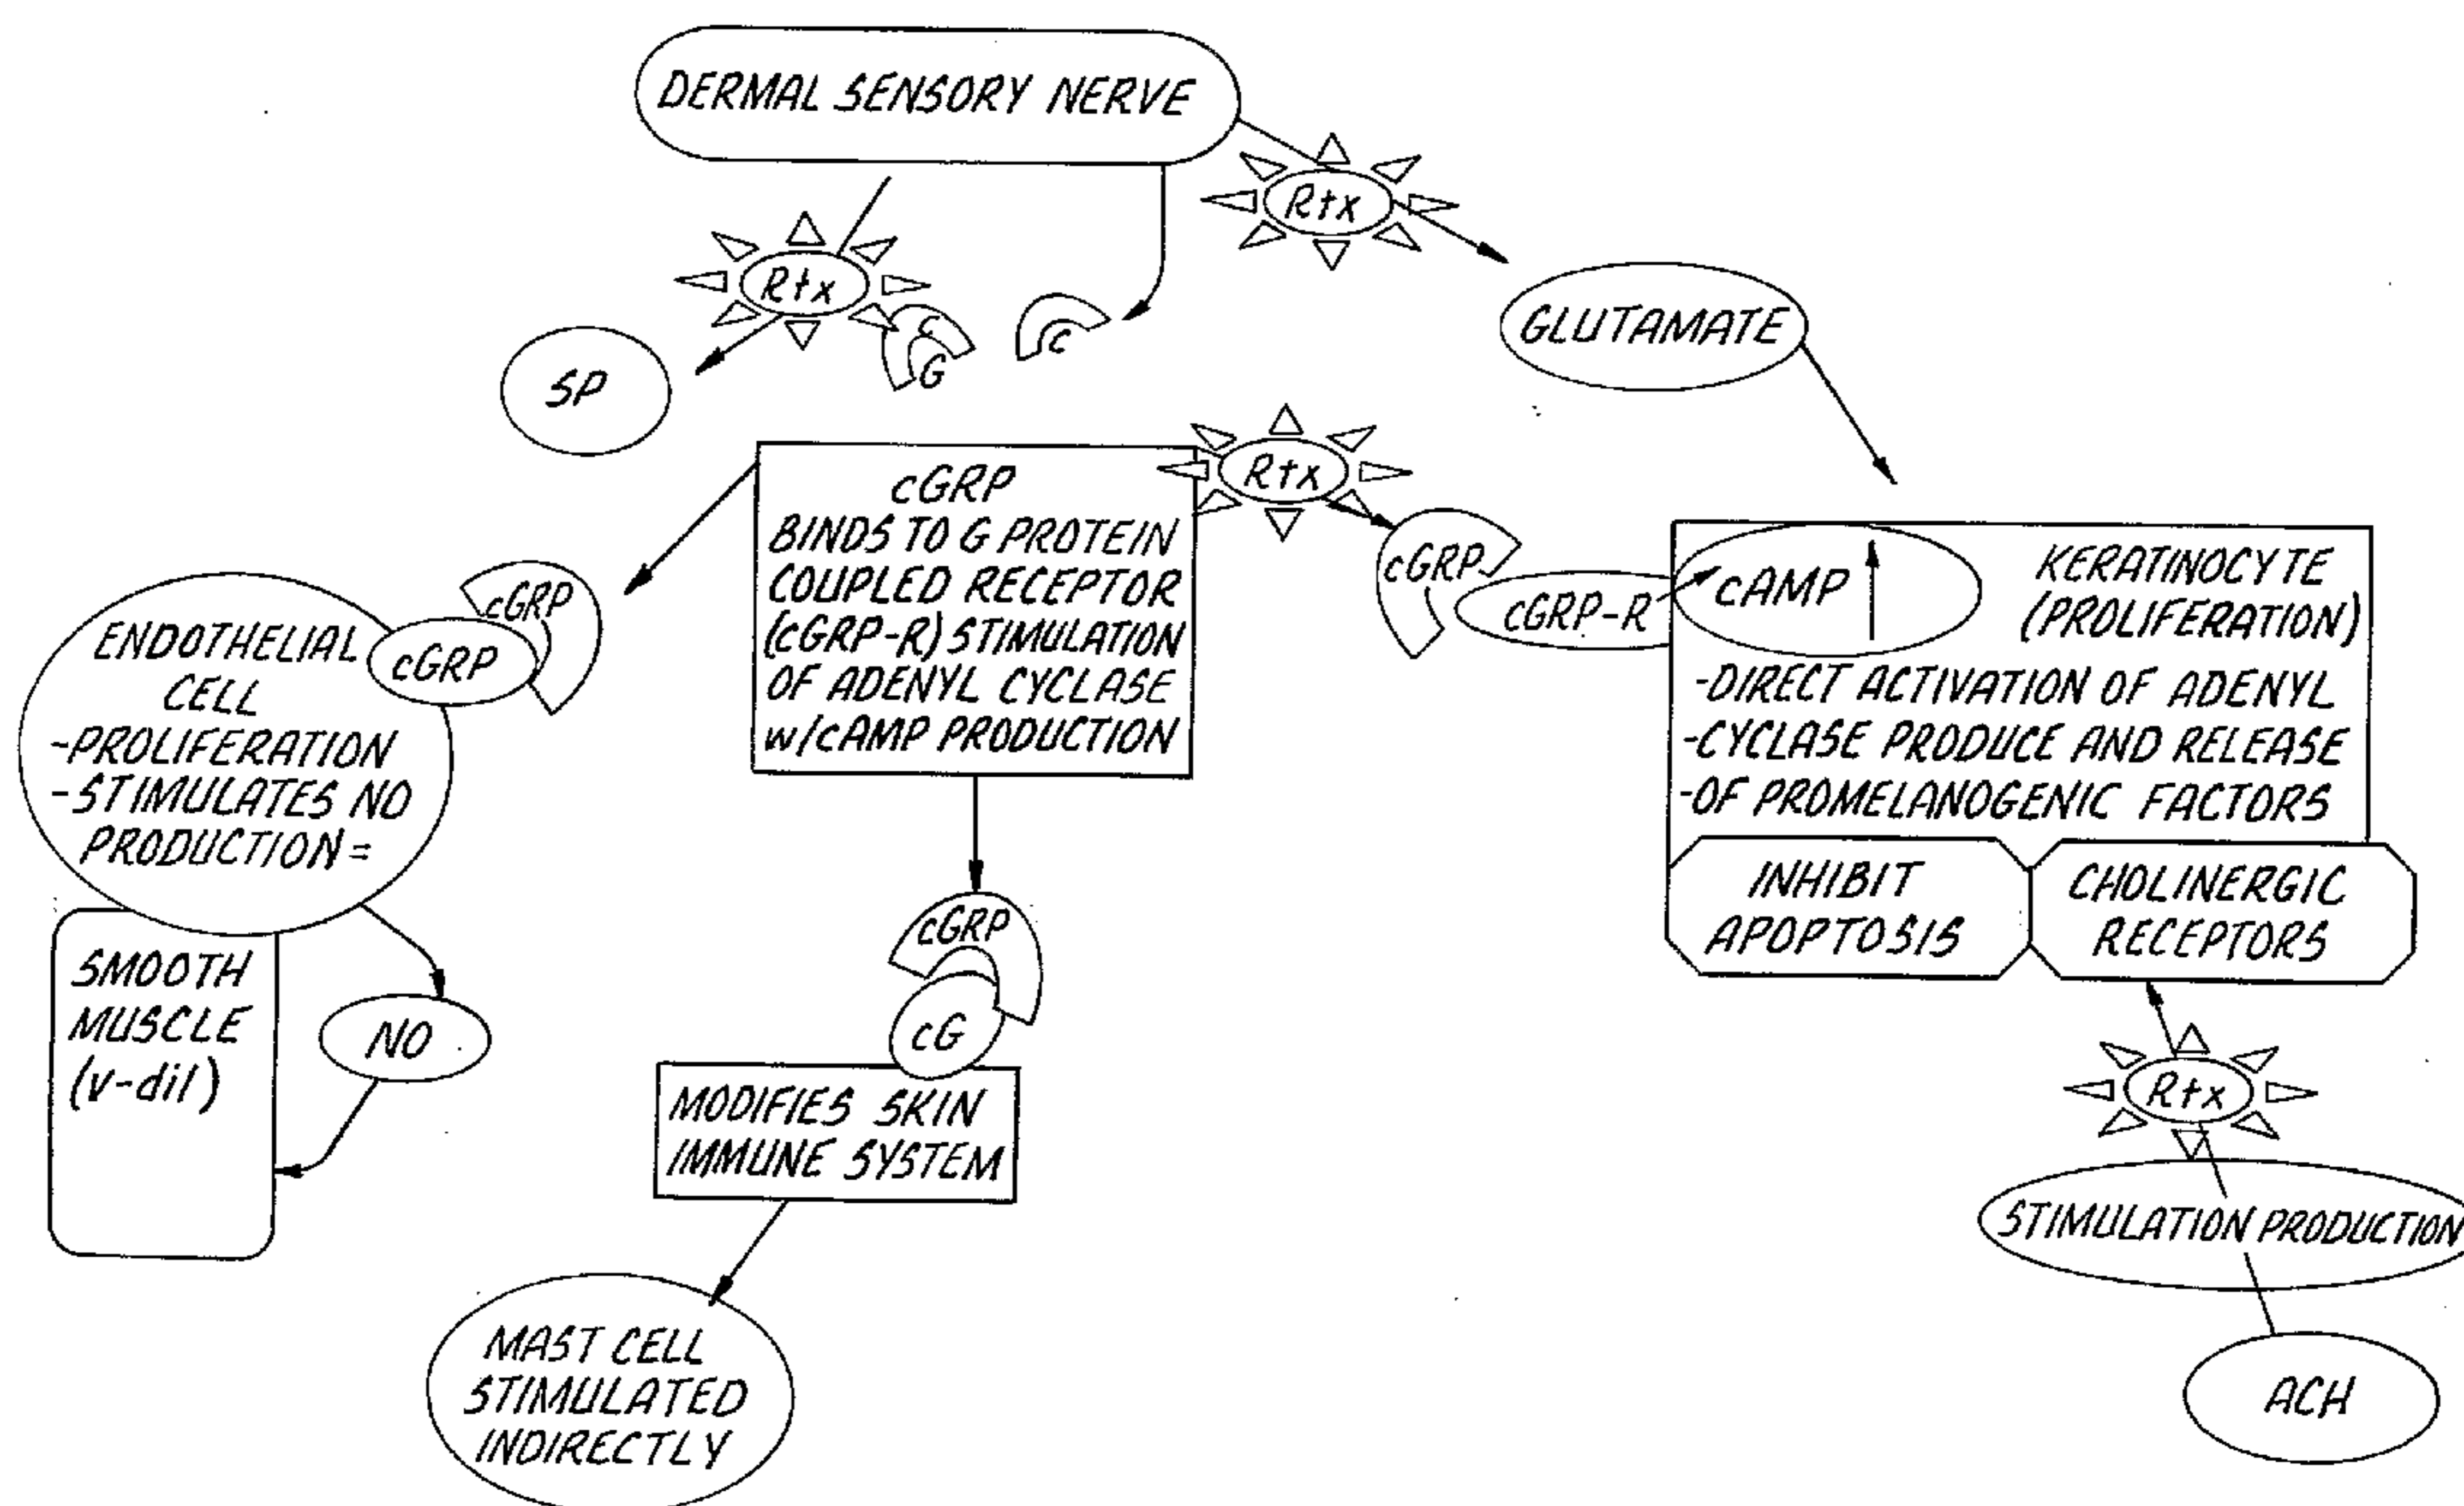 DERMAL SENSORY NERVE
Rtx
Rtx
C
G
C
SP
GLUTAMATE
Rtx
cGRP
BINDS TO G PROTEIN
COUPLED RECEPTOR
(cGRP-R) STIMULATION
OF ADENYL CYCLASE
w/cAMP PRODUCTION
cGRP
cGRP
ENDOTHELIAL
CELL
-PROLIFERATION
-STIMULATES NO
PRODUCTION =
cGRP
cGRP-R
cAMP
KERATINOCYTE
(PROLIFERATION)
-DIRECT ACTIVATION OF ADENYL
-CYCLASE PRODUCE AND RELEASE
-OF PROMELANOGENIC FACTORS
INHIBIT
APOPTOSIS
CHOLINERGIC
RECEPTORS
SMOOTH
MUSCLE
(v-dil)
NO
cGRP
cG
MODIFIES SKIN
IMMUNE SYSTEM
MAST CELL
STIMULATED
INDIRECTLY
Rtx
STIMULATION PRODUCTION
ACH